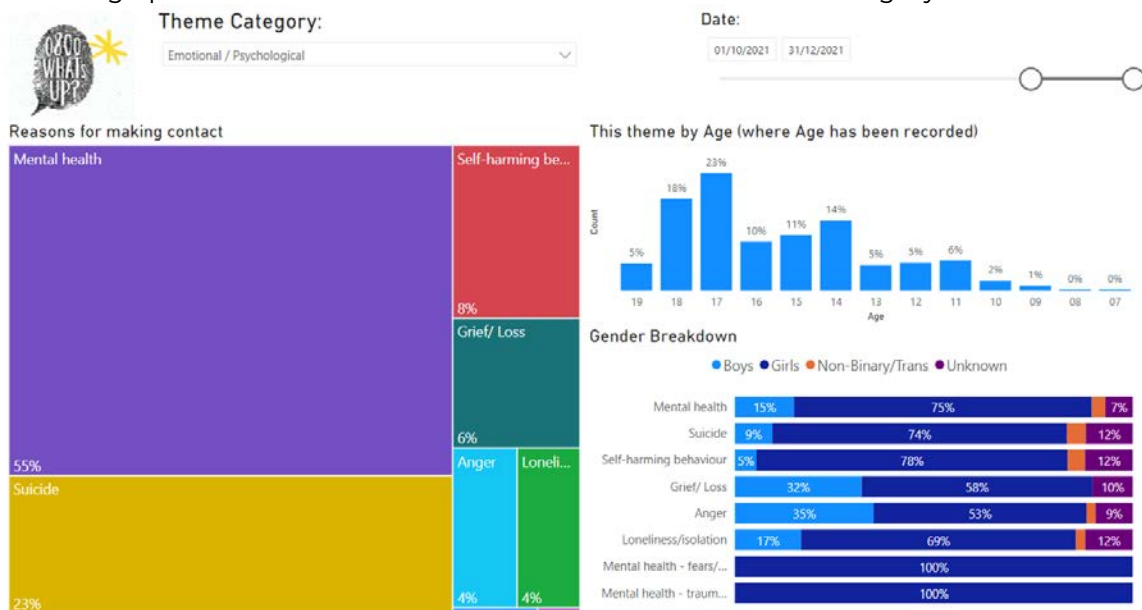 Theme Category:
Emotional / Psychological
Date:
01/10/2021 31/12/2021
0800
WHATS
UP?
Reasons for making contact
Mental health
55%
Suicide
23%
Self-harming be...
8%
Grief/ Loss
6%
Anger
4%
Loneli...
4%
This theme by Age (where Age has been recorded)
Count
5% 18% 23% 10% 11% 14% 5% 5% 6% 2% 1% 0% 0%
19 18 17 16 15 14 13 12 11 10 09 08 07
Age
Gender Breakdown
Boys Girls Non-Binary/Trans Unknown
Mental health 15% 75% 7%
Suicide 9% 74% 12%
Self-harming behaviour 5% 78% 12%
Grief/ Loss 32% 58% 10%
Anger 35% 53% 9%
Loneliness/isolation 17% 69% 12%
Mental health - fears/... 100%
Mental health - traum... 100%